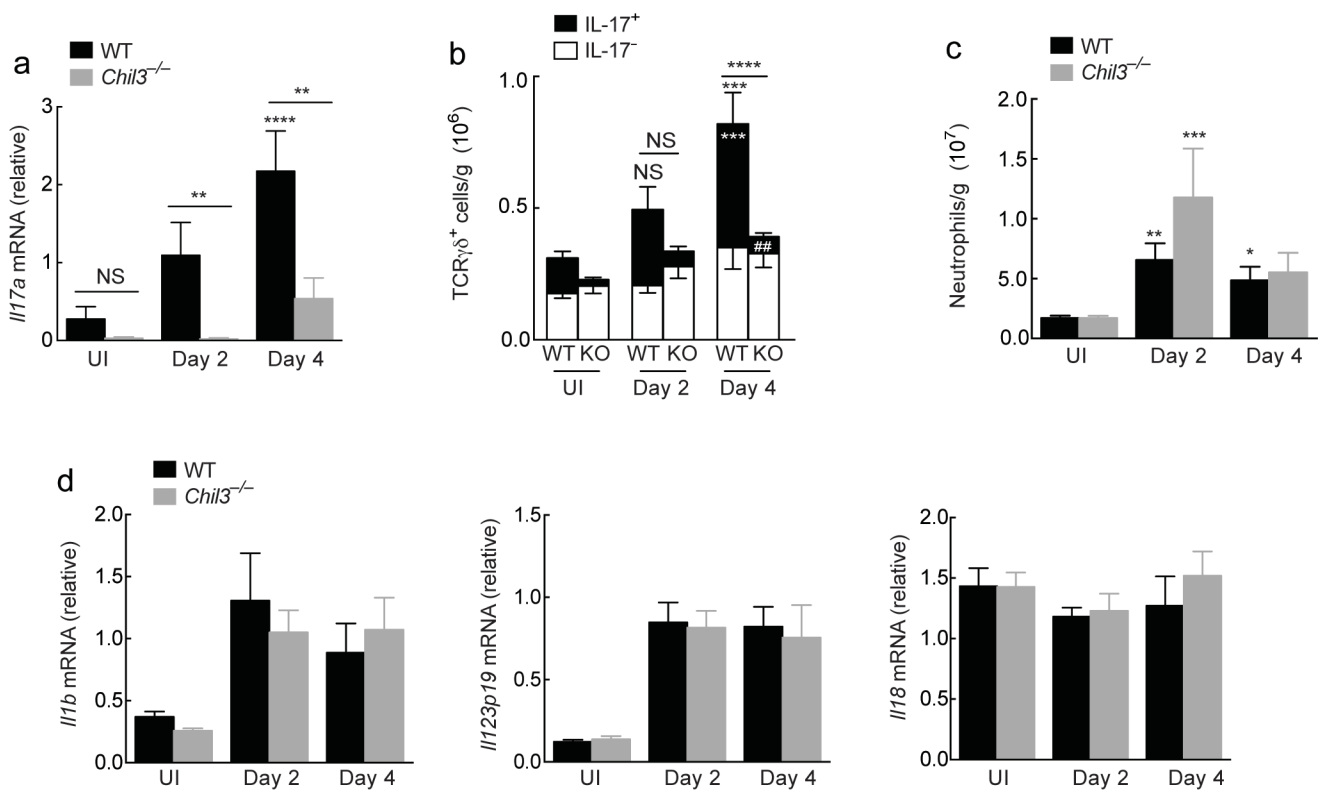 a
WT
Chil3–/–
Il17a mRNA (relative)
3
2
1
0
NS
**
****
**
UI
Day 2
Day 4
b
IL-17+
IL-17-
TCRγδ+ cells/g (10⁶)
1.0
0.5
0.0
NS
NS
****
***
***
##
WT KO
WT KO
WT KO
UI
Day 2
Day 4
c
WT
Chil3–/–
Neutrophils/g (10⁷)
2.0
1.5
1.0
5.0
0.0
**
***
*
UI
Day 2
Day 4
d
WT
Chil3–/–
Il1b mRNA (relative)
2.0
1.5
1.0
0.5
0.0
UI
Day 2
Day 4
Il123p19 mRNA (relative)
1.5
1.0
0.5
0.0
UI
Day 2
Day 4
Il18 mRNA (relative)
2.0
1.5
1.0
0.5
0.0
UI
Day 2
Day 4